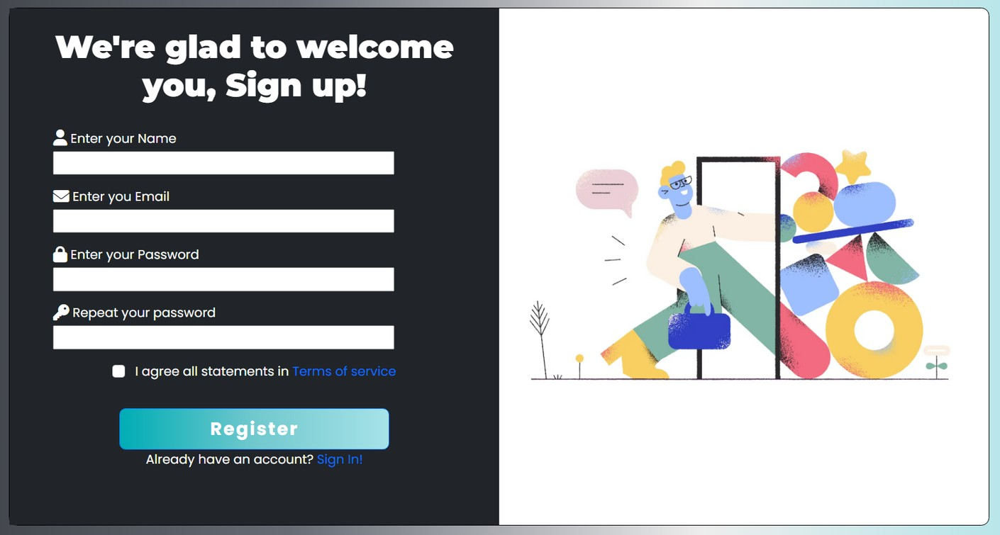 We're glad to welcome
you, Sign up!
Enter your Name
Enter you Email
Enter your Password
Repeat your password
I agree all statements in Terms of service
Register
Already have an account? Sign In!